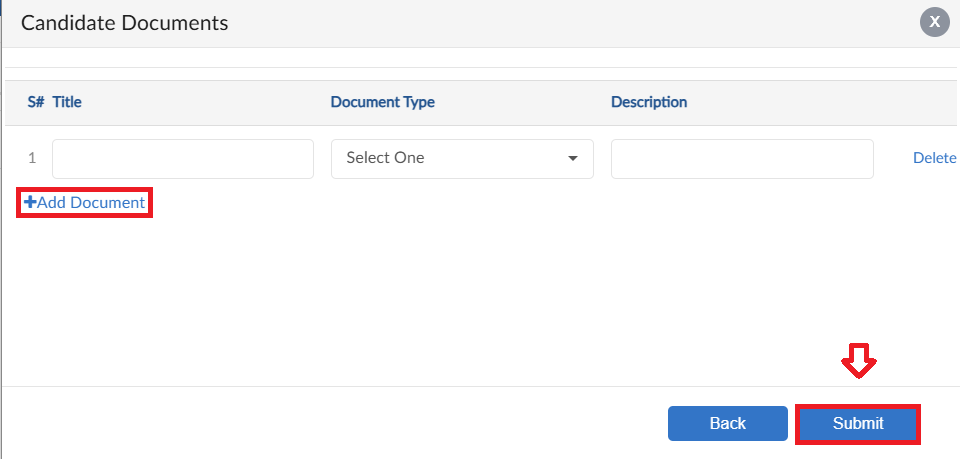 Candidate Documents
X
S# Title Document Type Description
1 Select One Delete
+Add Document
Back Submit